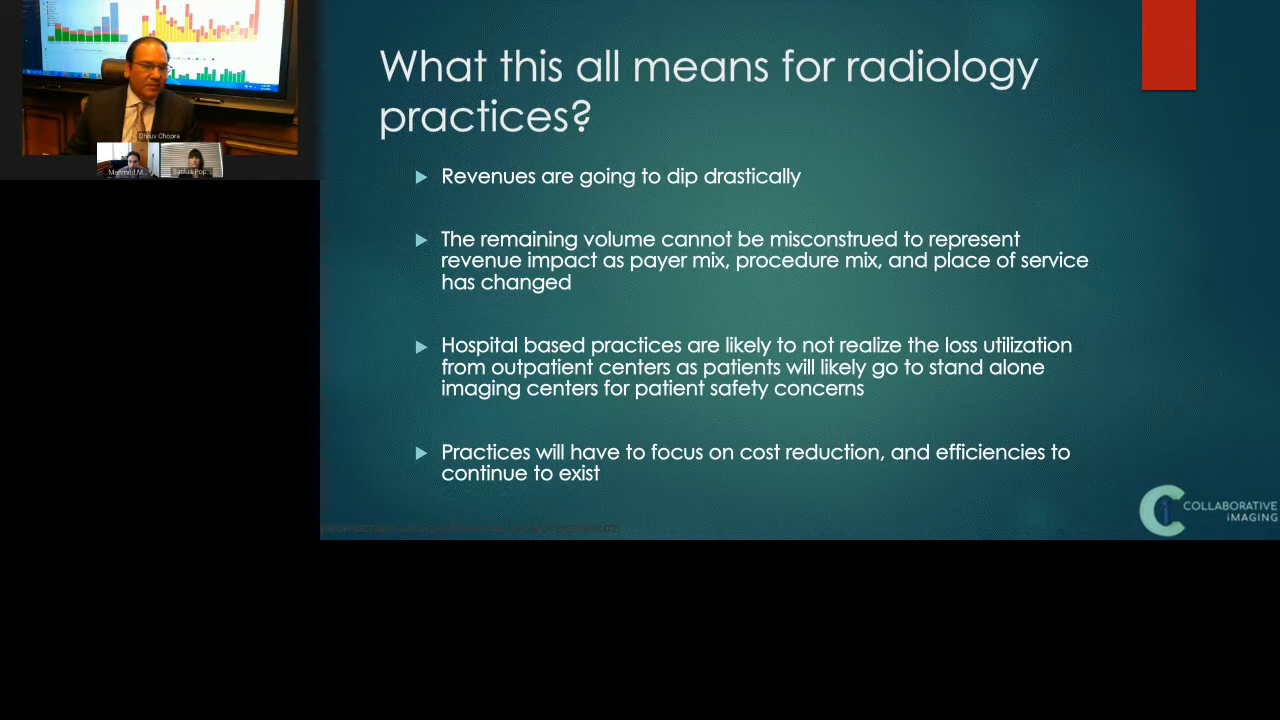 Dhruv Chopra
Mahmud M...
Saskia Pop...
What this all means for radiology
practices?
Revenues are going to dip drastically
The remaining volume cannot be misconstrued to represent
revenue impact as payer mix, procedure mix, and place of service
has changed
Hospital based practices are likely to not realize the loss utilization
from outpatient centers as patients will likely go to stand alone
imaging centers for patient safety concerns
Practices will have to focus on cost reduction, and efficiencies to
continue to exist
COLLABORATIVE
iMAGING